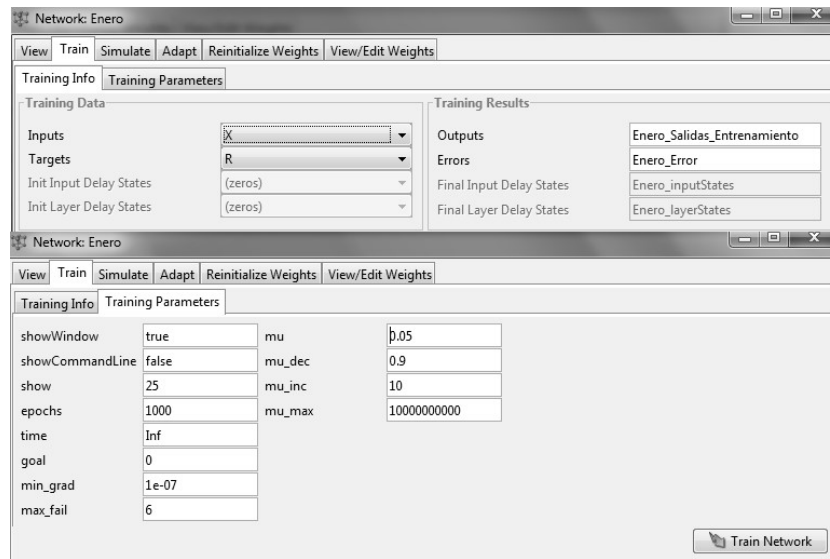 Network: Enero
View Train Simulate Adapt Reinitialize Weights View/Edit Weights
Training Info Training Parameters
Training Data
Training Results
Inputs X Outputs Enero_Salidas_Entrenamiento
Targets R Errors Enero_Error
Init Input Delay States (zeros) Final Input Delay States Enero_inputStates
Init Layer Delay States (zeros) Final Layer Delay States Enero_layerStates
Network: Enero
View Train Simulate Adapt Reinitialize Weights View/Edit Weights
Training Info Training Parameters
showWindow true mu 0.05
showCommandLine false mu_dec 0.9
show 25 mu_inc 10
epochs 1000 mu_max 10000000000
time Inf
goal 0
min_grad 1e-07
max_fail 6
Train Network